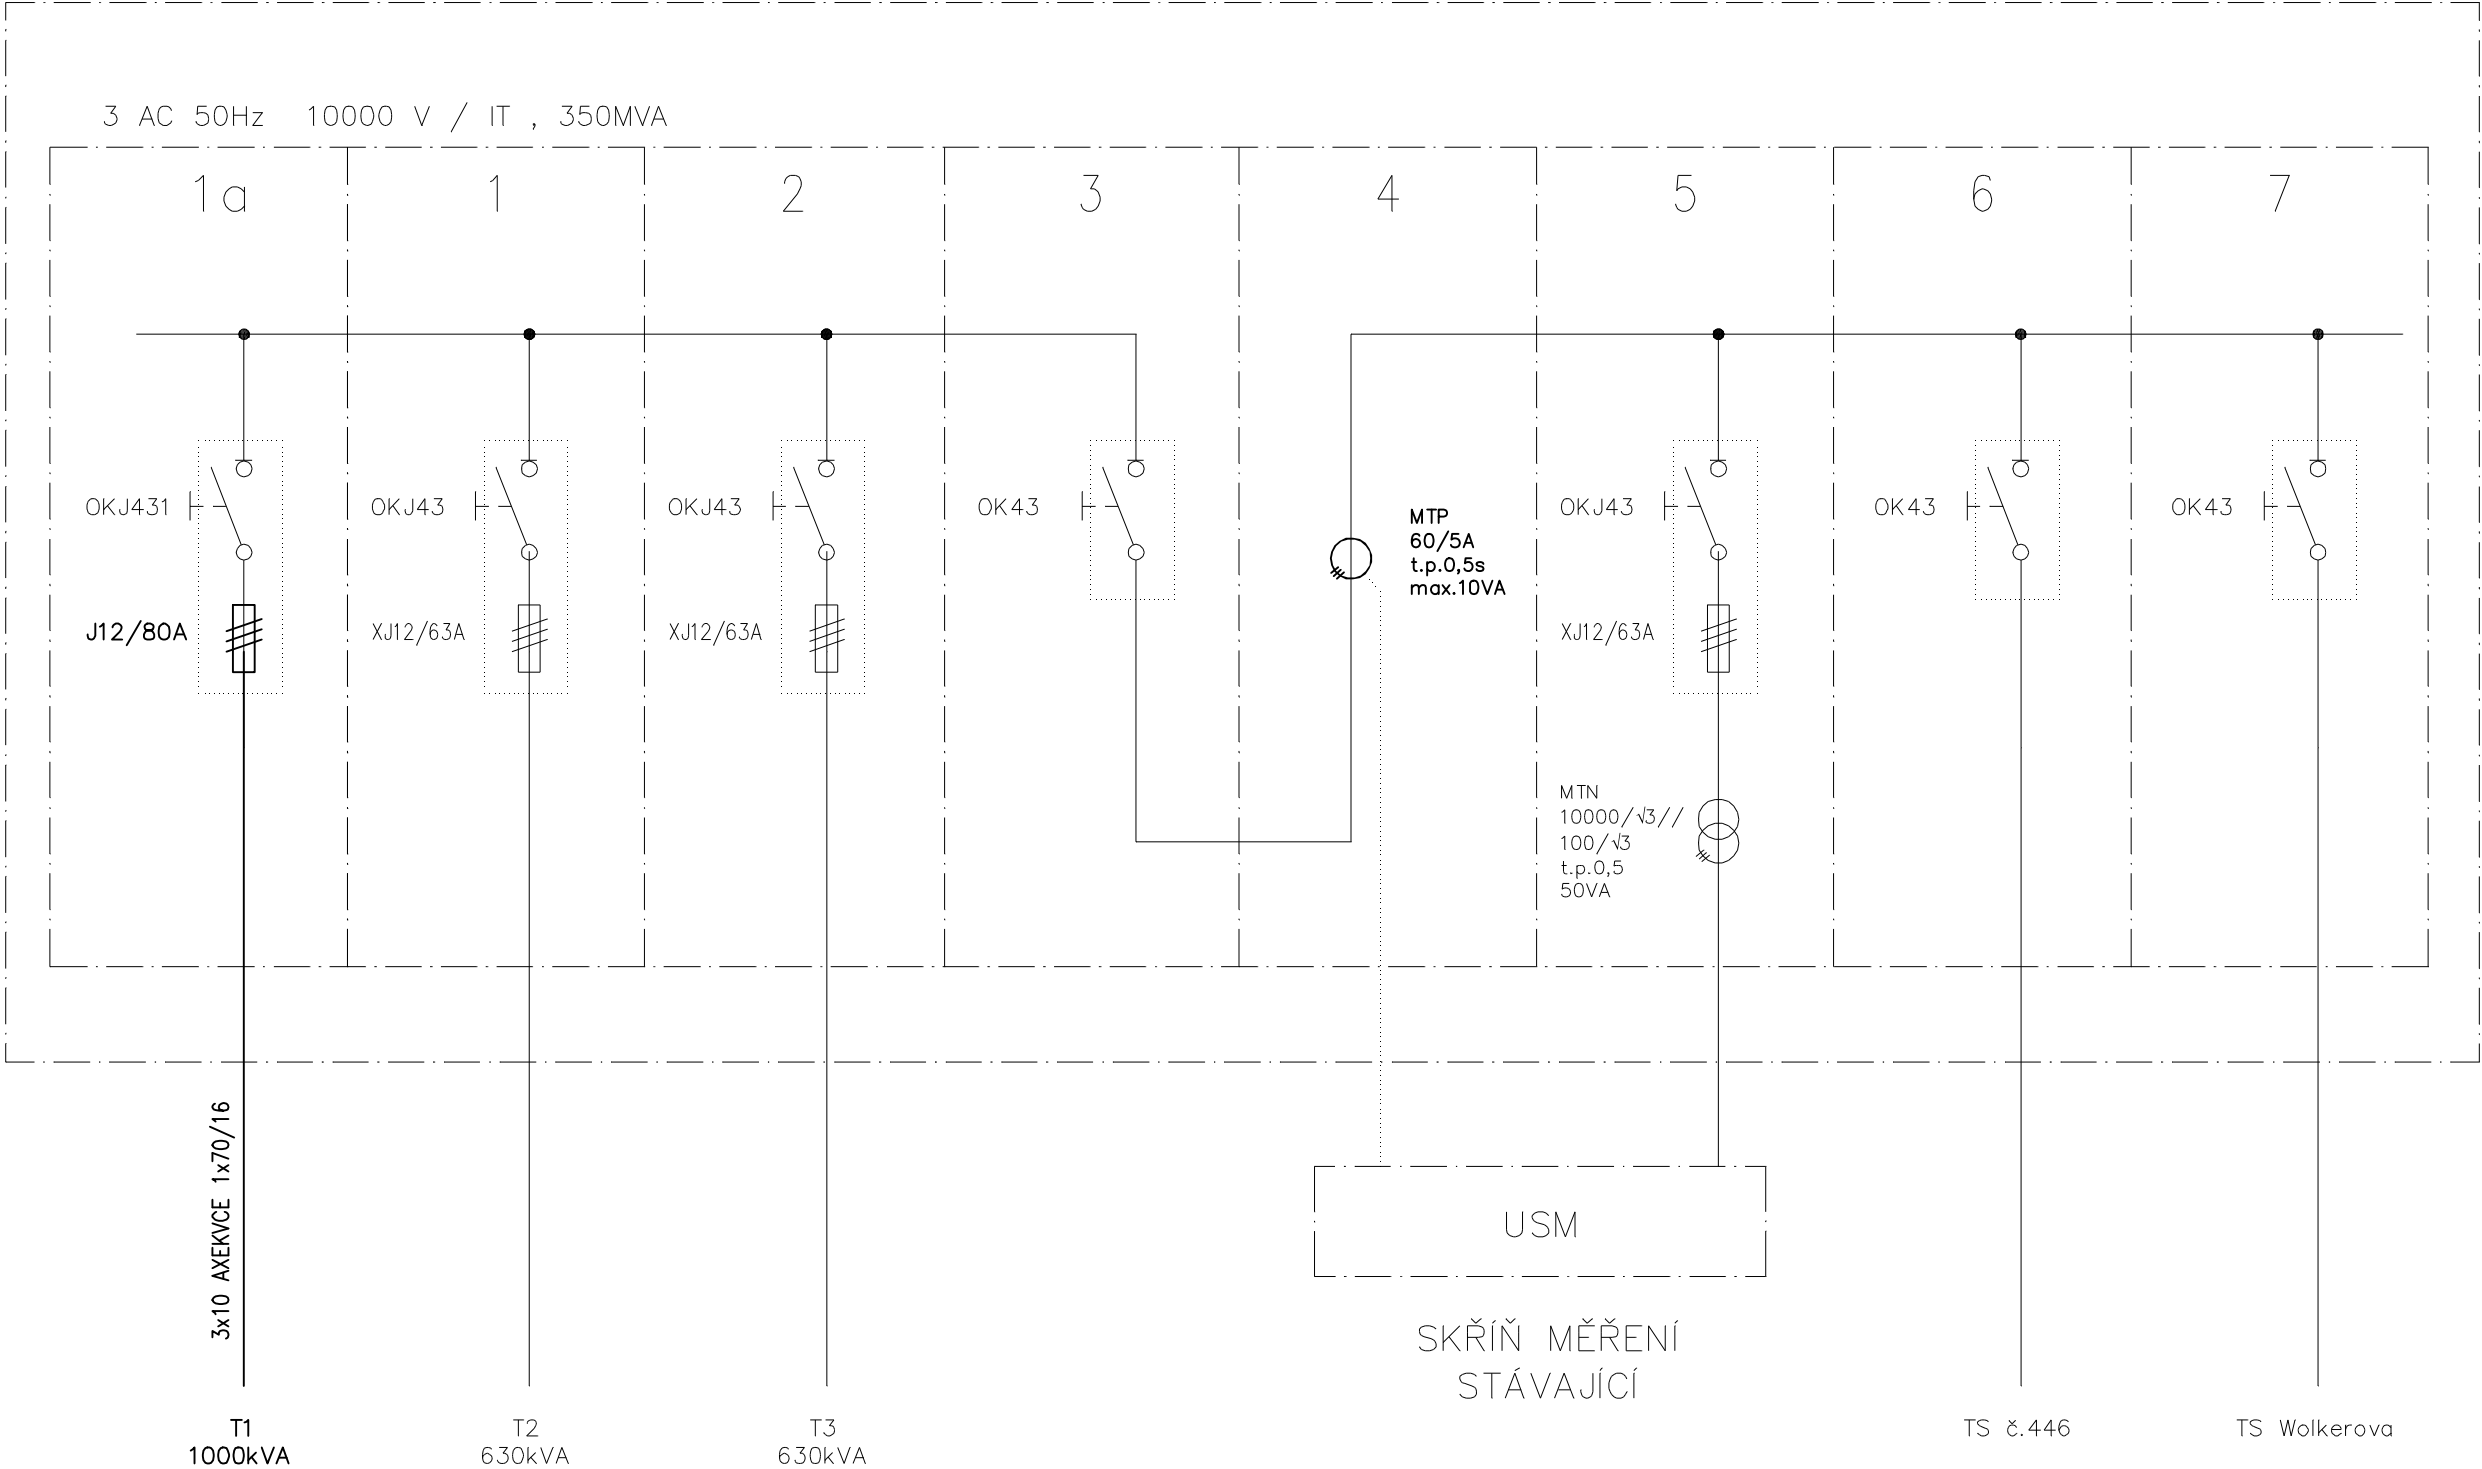 3 AC 50Hz 10000 V / IT , 350MVA
1a
1
2
3
4
5
6
7
OKJ431
OKJ43
OKJ43
OK43
OKJ43
OK43
OK43
MTP
60/5A
t.p.0,5s
max.10VA
J12/80A
XJ12/63A
XJ12/63A
XJ12/63A
MTN
10000/√3//
100/√3
t.p.0,5
50VA
3x10 AXEKVCE 1x70/16
USM
SKŘÍŇ MĚŘENÍ
STÁVAJÍCÍ
T1
1000kVA
T2
630kVA
T3
630kVA
TS č.446
TS Wolkerova